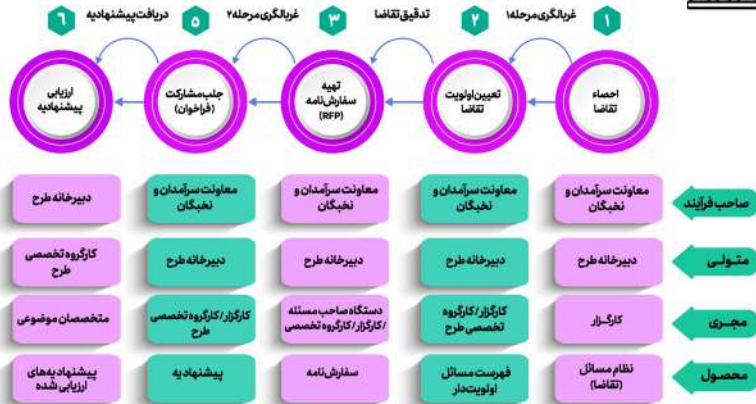 ۱
غربالگری مرحله۱
۲
تدقیق تقاضا
۳
غربالگری مرحله۲
۵
دریافت پیشنهادیه
۶
احصاء
تقاضا
تعیین اولویت
تقاضا
تهیه
سفارش‌نامه
(RFP)
جلب مشارکت
(فراخوان)
ارزیابی
پیشنهادیه
صاحب فرآیند
معاونت سرآمدان و
نخبگان
معاونت سرآمدان و
نخبگان
معاونت سرآمدان و
نخبگان
معاونت سرآمدان و
نخبگان
دبیرخانه طرح
متولی
دبیرخانه طرح
دبیرخانه طرح
دبیرخانه طرح
دبیرخانه طرح
کارگروه تخصصی
طرح
مجری
کارگزار
کارگزار/کارگروه
تخصصی طرح
دستگاه صاحب مسئله
/کارگزار/کارگروه تخصصی
کارگزار/کارگروه تخصصی
طرح
متخصصان موضوعی
محصول
نظام مسائل
(تقاضا)
فهرست مسائل
اولویت‌دار
سفارش‌نامه
پیشنهادیه
پیشنهادیه‌های
ارزیابی شده